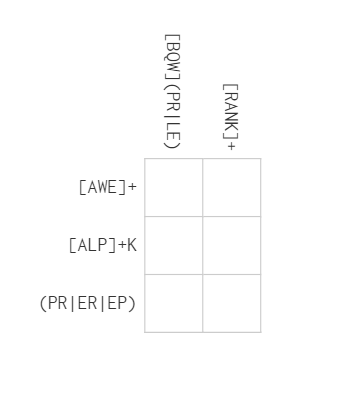 [BQW](PR|LE)
[RANK]+
[AWE]+
[ALP]+K
(PR|ER|EP)